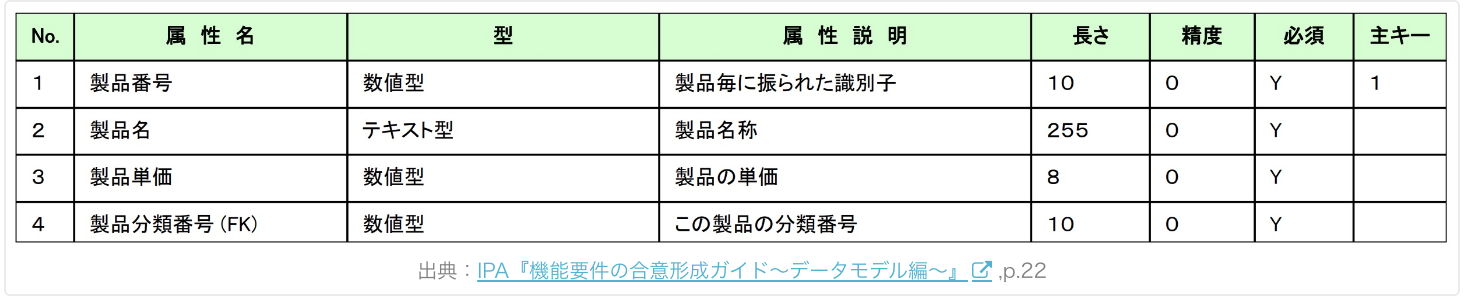 No. 属 性 名 型 属 性 説 明 長さ 精度 必須 主キー
1 製品番号 数値型 製品毎に振られた識別子 10 0 Y 1
2 製品名 テキスト型 製品名称 255 0 Y
3 製品単価 数値型 製品の単価 8 0 Y
4 製品分類番号(FK) 数値型 この製品の分類番号 10 0 Y
出典：IPA『機能要件の合意形成ガイド～データモデル編～』 ,p.22